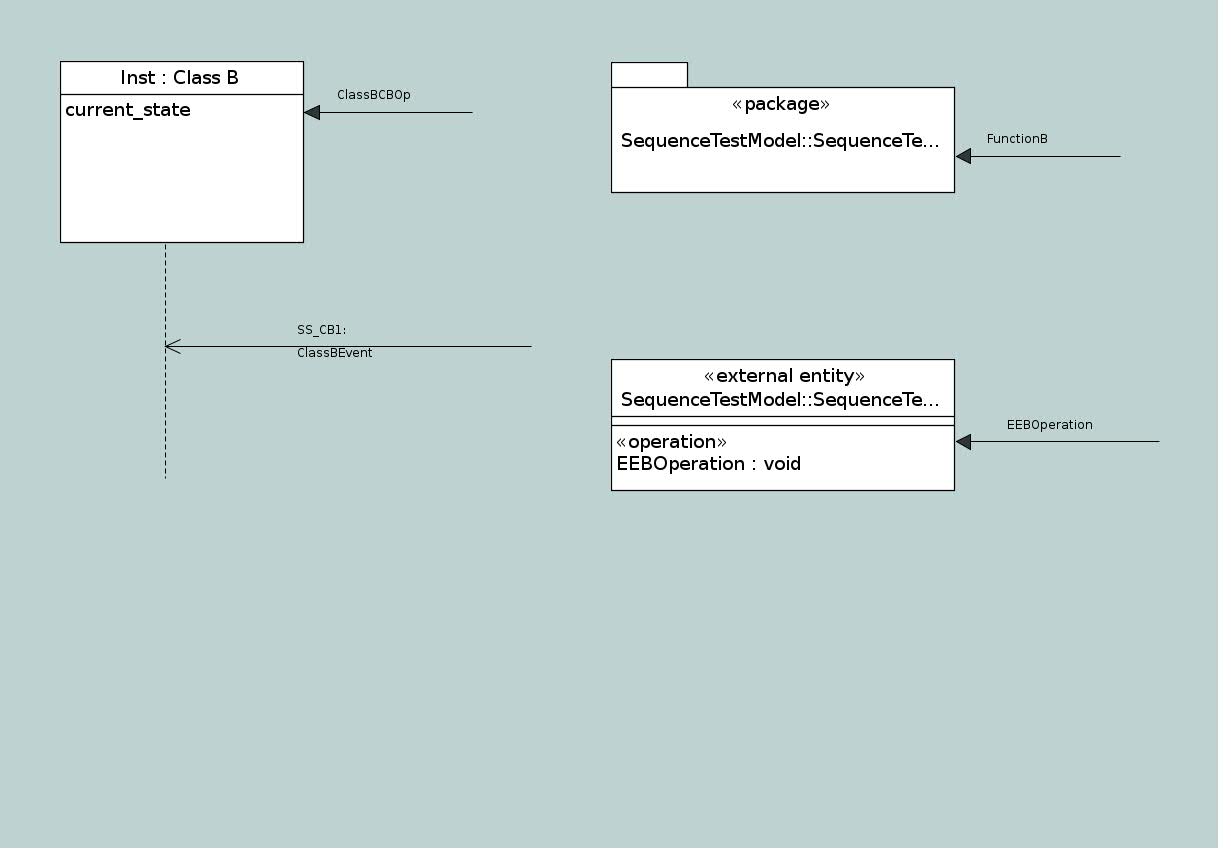 Inst : Class B
current_state
ClassBCBOp
SS_CB1:
ClassBEvent
«package»
SequenceTestModel::SequenceTe...
FunctionB
«external entity»
SequenceTestModel::SequenceTe...
«operation»
EEBOperation : void
EEBOperation